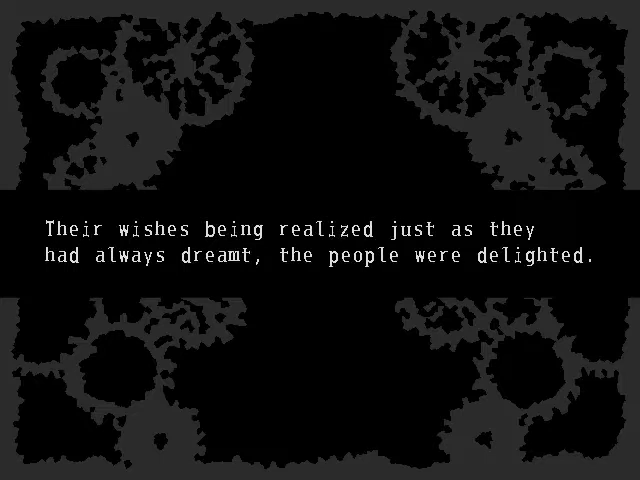 Their wishes being realized just as they
had always dreamt, the people were delighted.